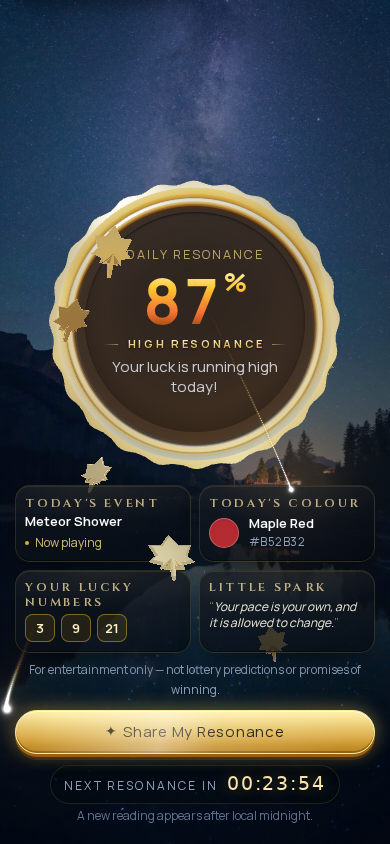 DAILY RESONANCE
87%
HIGH RESONANCE
Your luck is running high
today!
TODAY'S EVENT
Meteor Shower
• Now playing
TODAY'S COLOUR
Maple Red
#B52B32
YOUR LUCKY
NUMBERS
3 9 21
LITTLE SPARK
"Your pace is your own, and
it is allowed to change."
For entertainment only — not lottery predictions or promises of
winning.
✦ Share My Resonance
NEXT RESONANCE IN 00:23:54
A new reading appears after local midnight.